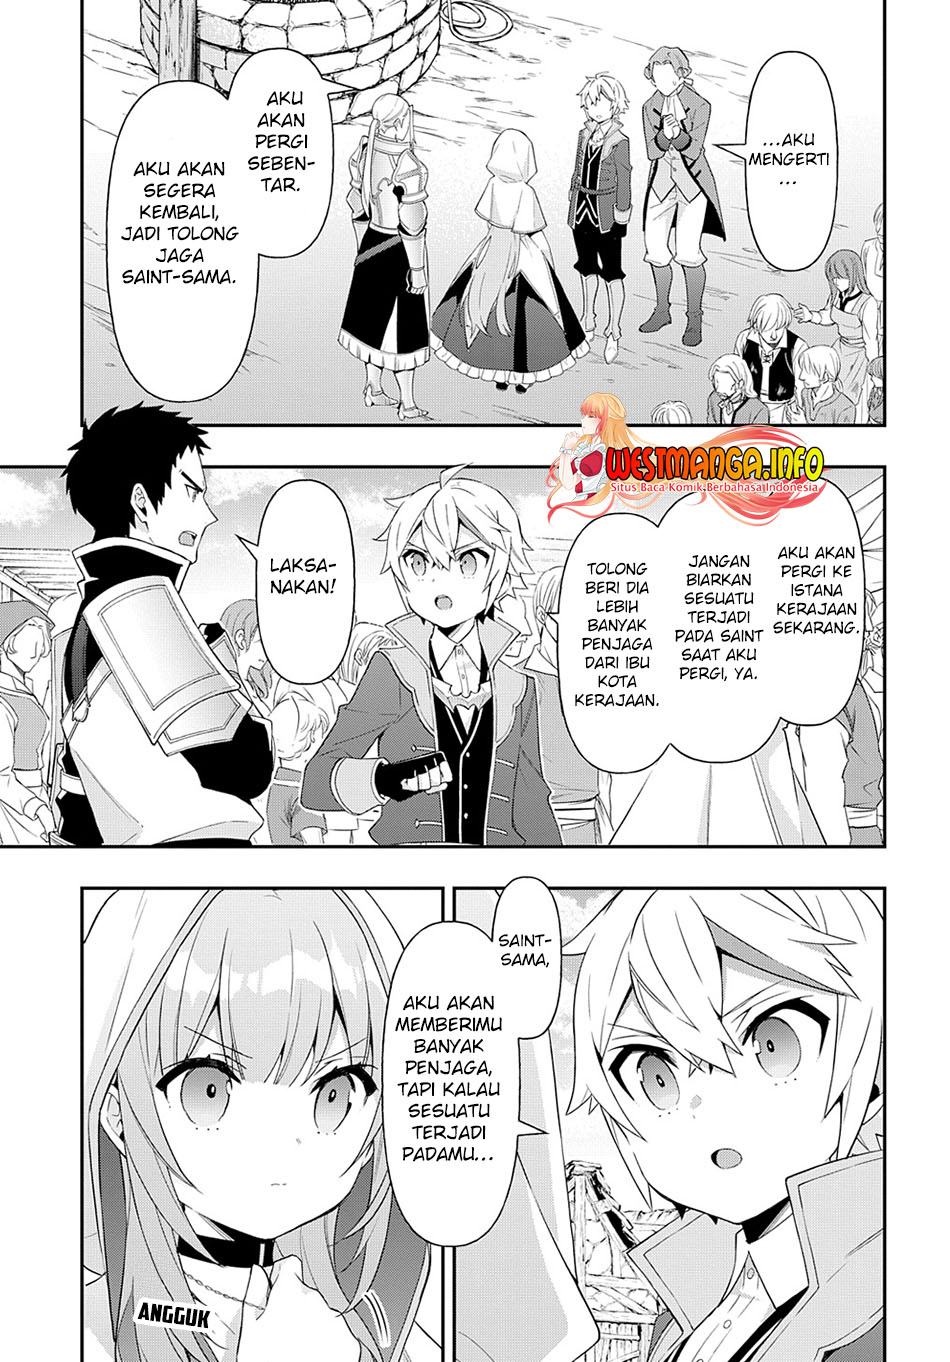 ...AKU
MENGERTI
...
AKU
AKAN
PERGI
SEBEN-
TAR.
AKU AKAN
SEGERA
KEMBALI,
JADI TOLONG
JAGA
SAINT-SAMA.
WESTMANGA.INFO
Situs Baca Komik Berbahasa Indonesia
AKU AKAN
PERGI KE
ISTANA
KERAJAAN
SEKARANG.
JANGAN
BIARKAN
SESUATU
TERJADI
PADA SAINT
SAAT AKU
PERGI, YA.
TOLONG
BERI DIA
LEBIH
BANYAK
PENJAGA
DARI IBU
KOTA
KERAJAAN.
LAKSA-
NAKAN!
SAINT-
SAMA,
AKU AKAN
MEMBERIMU
BANYAK
PENJAGA,
TAPI KALAU
SESUATU
TERJADI
PADAMU...
ANGGUK